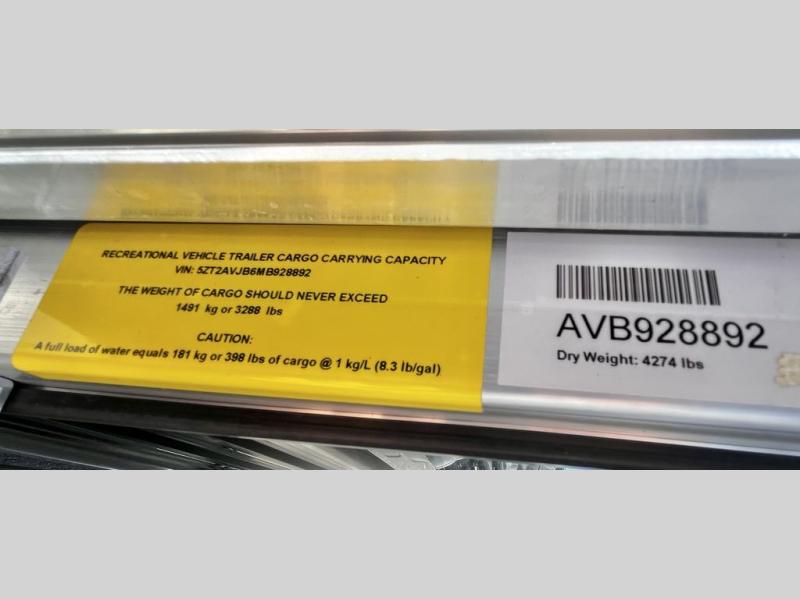 RECREATIONAL VEHICLE TRAILER CARGO CARRYING CAPACITY
VIN: 5ZT2AVJB6MB928892
THE WEIGHT OF CARGO SHOULD NEVER EXCEED
1491 kg or 3288 lbs
CAUTION:
A full load of water equals 181 kg or 398 lbs of cargo @ 1 kg/L (8.3 lb/gal)
AVB928892
Dry Weight: 4274 lbs